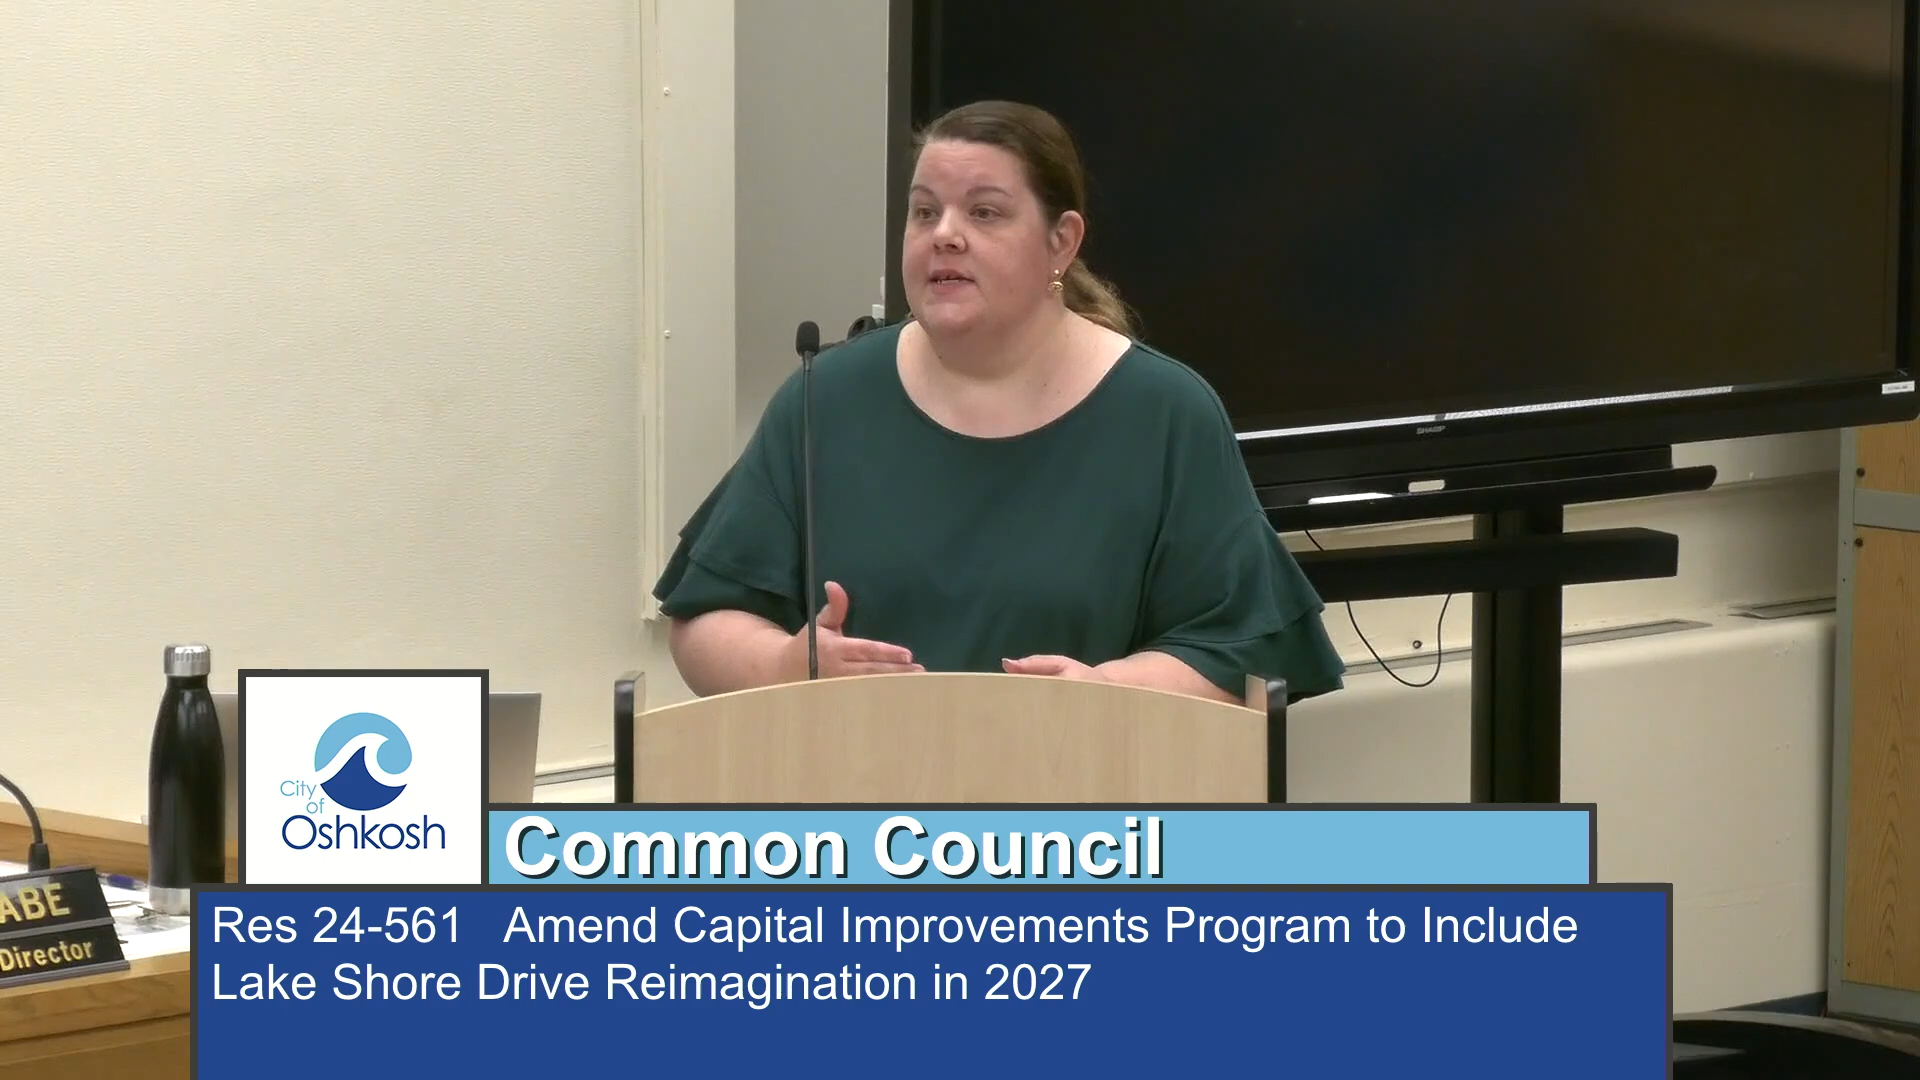 SHARP
City
of
Oshkosh
Common Council
ABE
Director
Res 24-561 Amend Capital Improvements Program to Include
Lake Shore Drive Reimagination in 2027